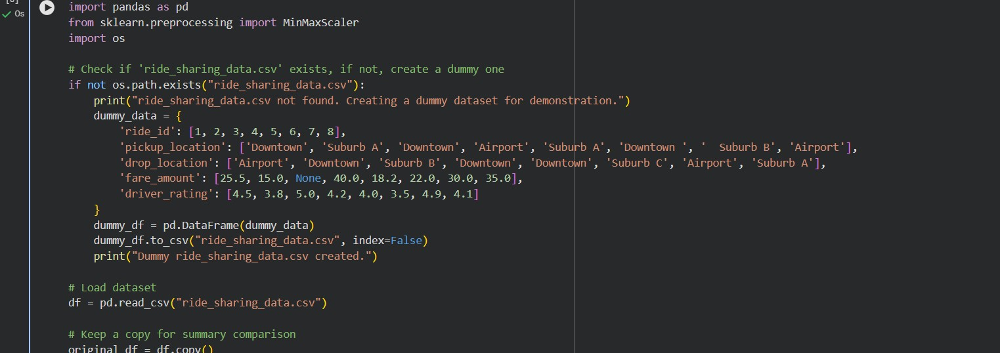 [8]
0s
import pandas as pd
from sklearn.preprocessing import MinMaxScaler
import os
# Check if 'ride_sharing_data.csv' exists, if not, create a dummy one
if not os.path.exists("ride_sharing_data.csv"):
    print("ride_sharing_data.csv not found. Creating a dummy dataset for demonstration.")
    dummy_data = {
        'ride_id': [1, 2, 3, 4, 5, 6, 7, 8],
        'pickup_location': ['Downtown', 'Suburb A', 'Downtown', 'Airport', 'Suburb A', 'Downtown ', '  Suburb B', 'Airport'],
        'drop_location': ['Airport', 'Downtown', 'Suburb B', 'Downtown', 'Downtown', 'Suburb C', 'Airport', 'Suburb A'],
        'fare_amount': [25.5, 15.0, None, 40.0, 18.2, 22.0, 30.0, 35.0],
        'driver_rating': [4.5, 3.8, 5.0, 4.2, 4.0, 3.5, 4.9, 4.1]
    }
    dummy_df = pd.DataFrame(dummy_data)
    dummy_df.to_csv("ride_sharing_data.csv", index=False)
    print("Dummy ride_sharing_data.csv created.")
# Load dataset
df = pd.read_csv("ride_sharing_data.csv")
# Keep a copy for summary comparison
original_df = df.copy()